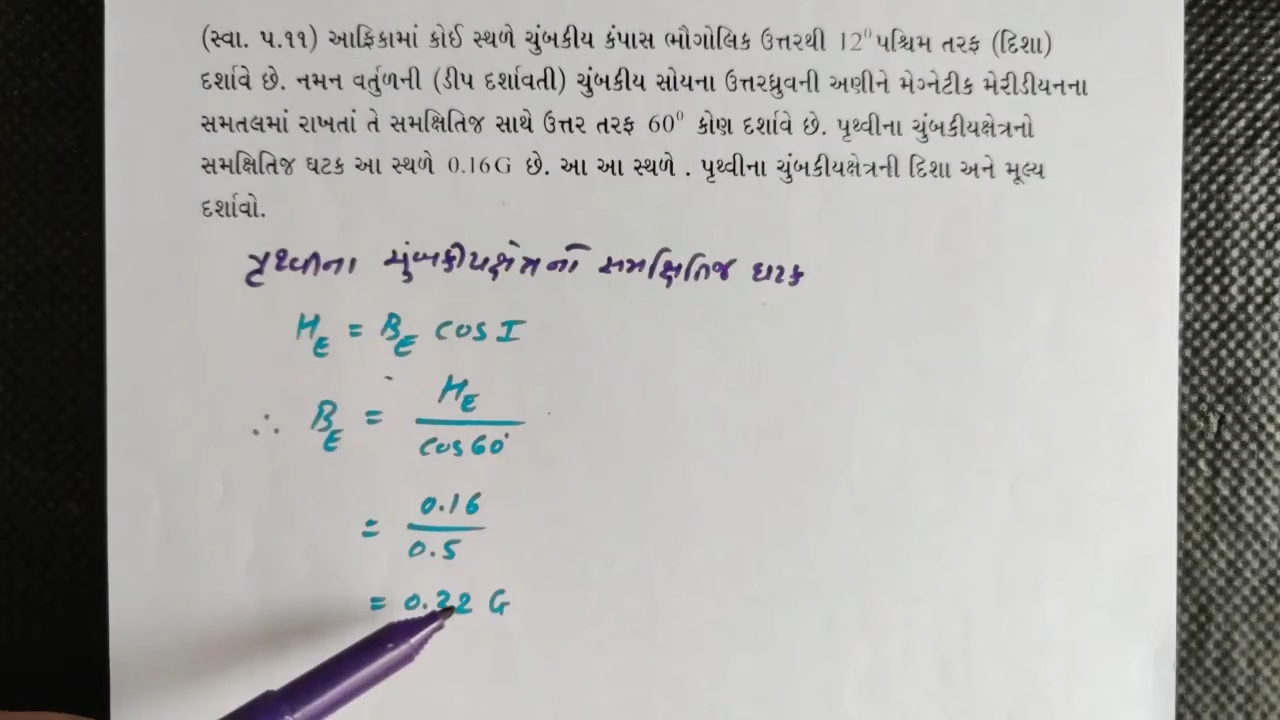 (સ્વા. ૫.૧૧) આફ્રિકામાં કોઈ સ્થળે ચુંબકીય કંપાસ ભૌગોલિક ઉત્તરથી 12⁰ પશ્ચિમ તરફ (દિશા)
દર્શાવે છે. નમન વર્તુળની (ડીપ દર્શાવતી) ચુંબકીય સોયના ઉત્તરધ્રુવની અણીને મેગ્નેટીક મેરીડીયનના
સમતલમાં રાખતાં તે સમક્ષિતિજ સાથે ઉત્તર તરફ 60⁰ કોણ દર્શાવે છે. પૃથ્વીના ચુંબકીયક્ષેત્રનો
સમક્ષિતિજ ઘટક આ સ્થળે 0.16G છે. આ આ સ્થળે . પૃથ્વીના ચુંબકીયક્ષેત્રની દિશા અને મૂલ્ય
દર્શાવો.
પૃથ્વીના ચુંબકીયક્ષેત્રનો સમક્ષિતિજ ઘટક
H_E = B_E cos I
∴ B_E = H_E / cos 60°
= 0.16 / 0.5
= 0.22 G